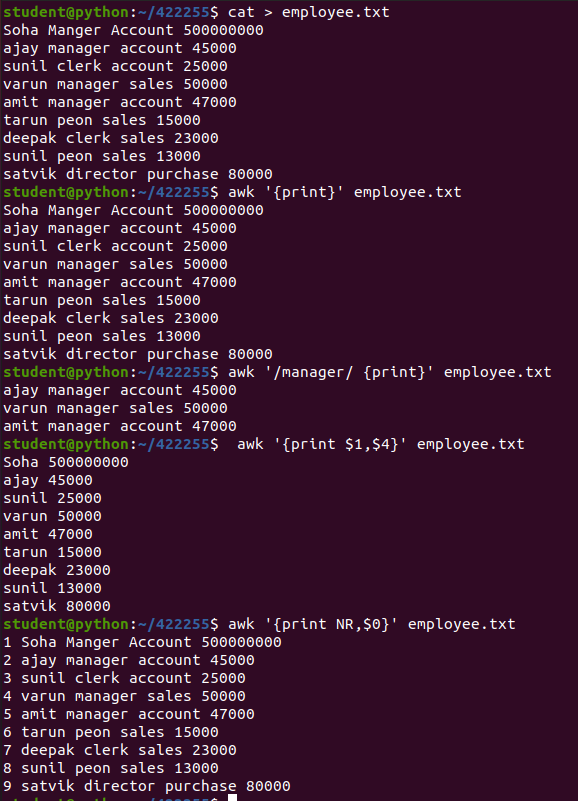 student@python:~/422255$ cat > employee.txt
Soha Manger Account 500000000
ajay manager account 45000
sunil clerk account 25000
varun manager sales 50000
amit manager account 47000
tarun peon sales 15000
deepak clerk sales 23000
sunil peon sales 13000
satvik director purchase 80000
student@python:~/422255$ awk '{print}' employee.txt
Soha Manger Account 500000000
ajay manager account 45000
sunil clerk account 25000
varun manager sales 50000
amit manager account 47000
tarun peon sales 15000
deepak clerk sales 23000
sunil peon sales 13000
satvik director purchase 80000
student@python:~/422255$ awk '/manager/ {print}' employee.txt
ajay manager account 45000
varun manager sales 50000
amit manager account 47000
student@python:~/422255$  awk '{print $1,$4}' employee.txt
Soha 500000000
ajay 45000
sunil 25000
varun 50000
amit 47000
tarun 15000
deepak 23000
sunil 13000
satvik 80000
student@python:~/422255$ awk '{print NR,$0}' employee.txt
1 Soha Manger Account 500000000
2 ajay manager account 45000
3 sunil clerk account 25000
4 varun manager sales 50000
5 amit manager account 47000
6 tarun peon sales 15000
7 deepak clerk sales 23000
8 sunil peon sales 13000
9 satvik director purchase 80000